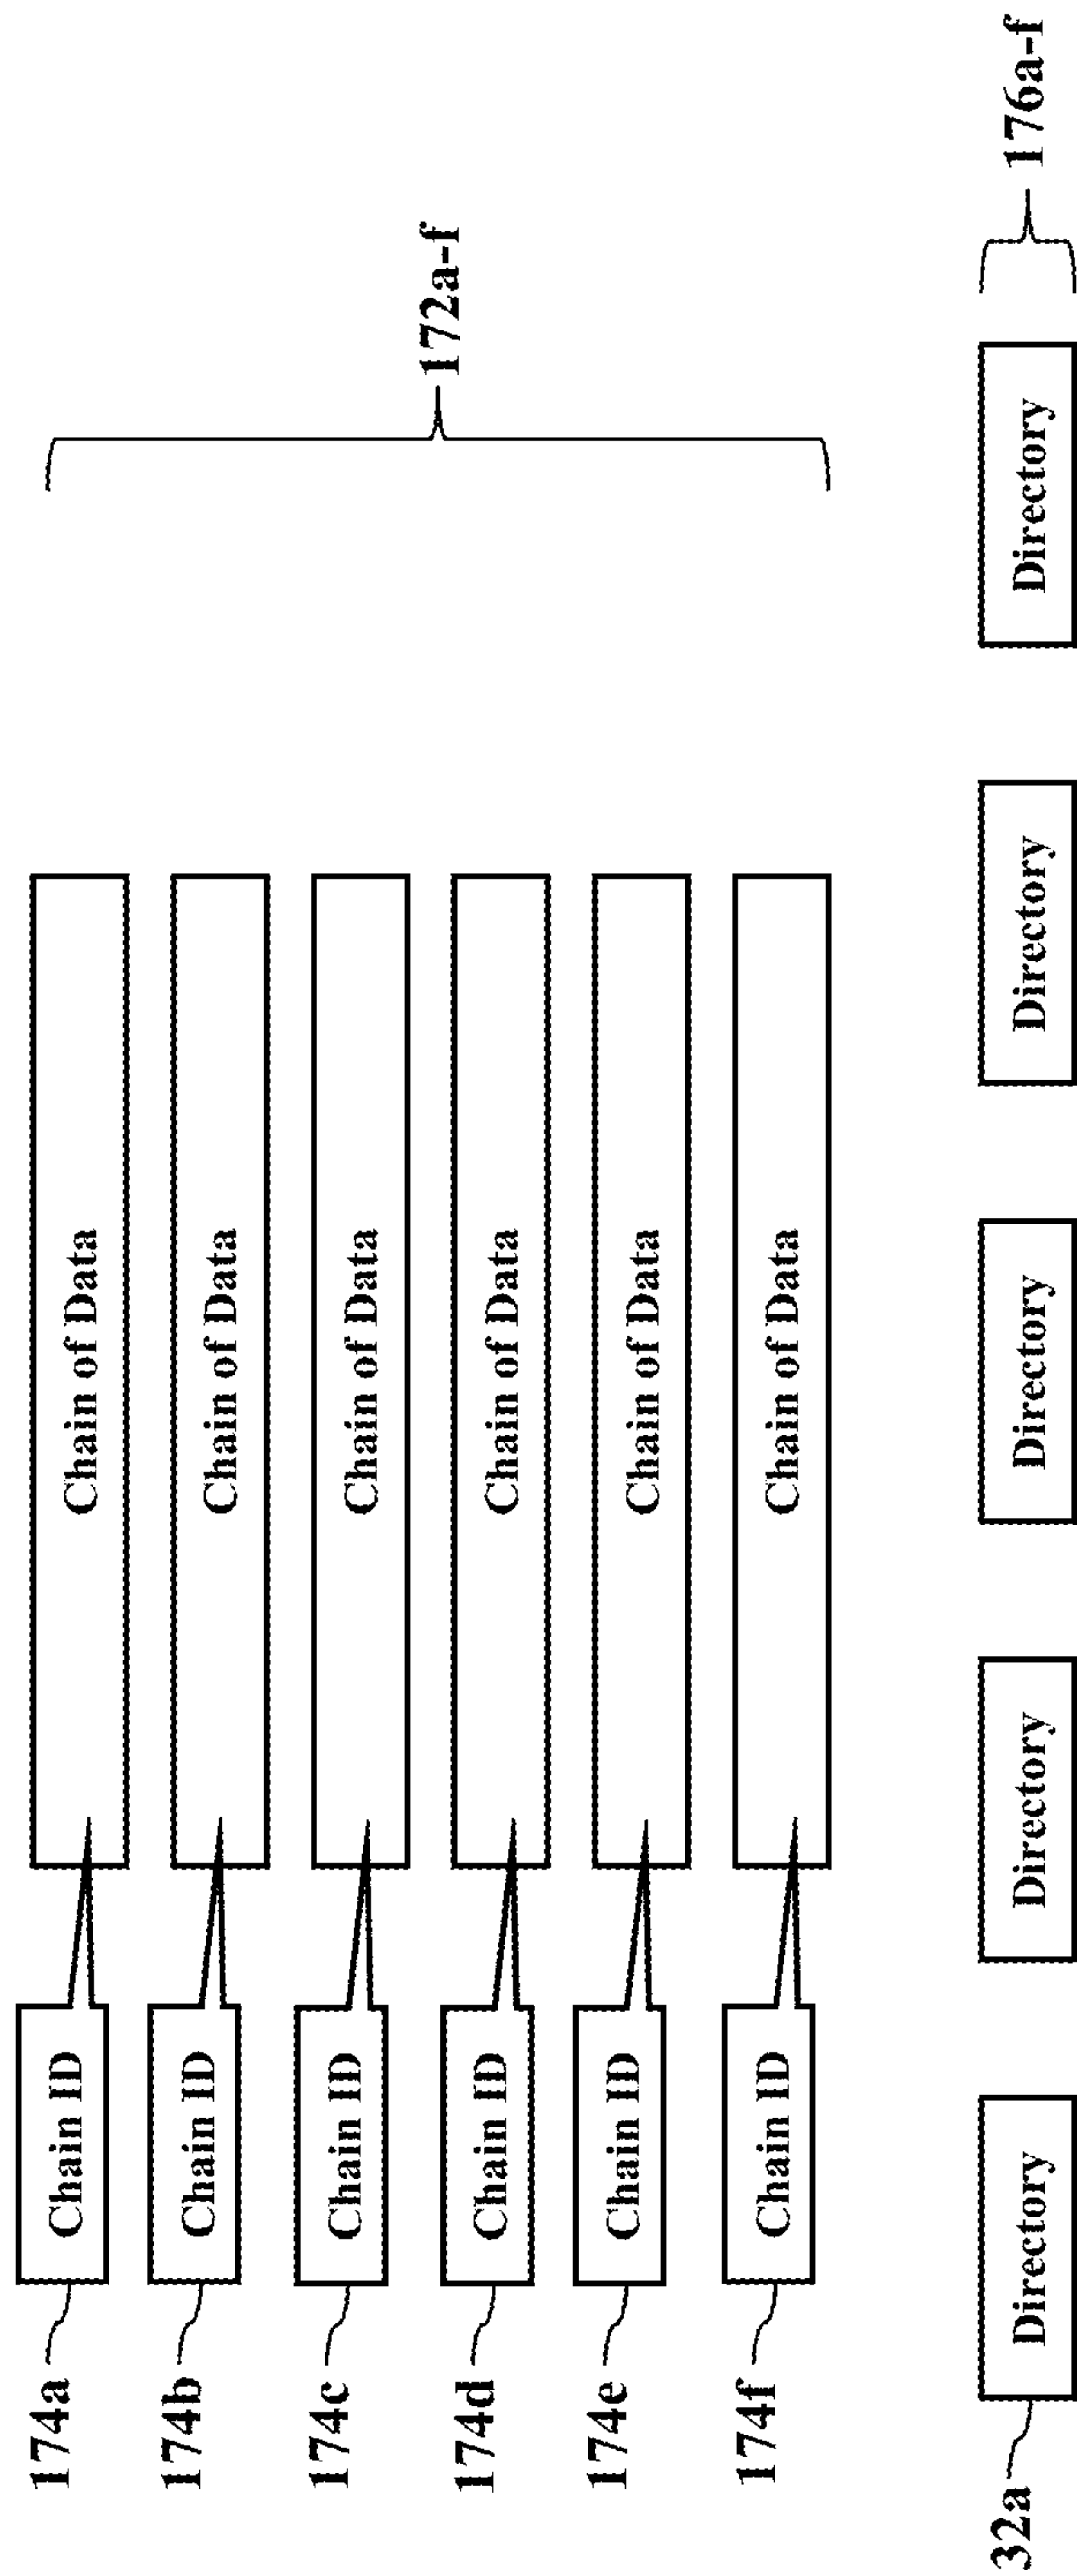 174a Chain ID Chain of Data
174b Chain ID Chain of Data
174c Chain ID Chain of Data
174d Chain ID Chain of Data
174e Chain ID Chain of Data
174f Chain ID Chain of Data
172a-f
32a Directory Directory Directory Directory Directory 176a-f